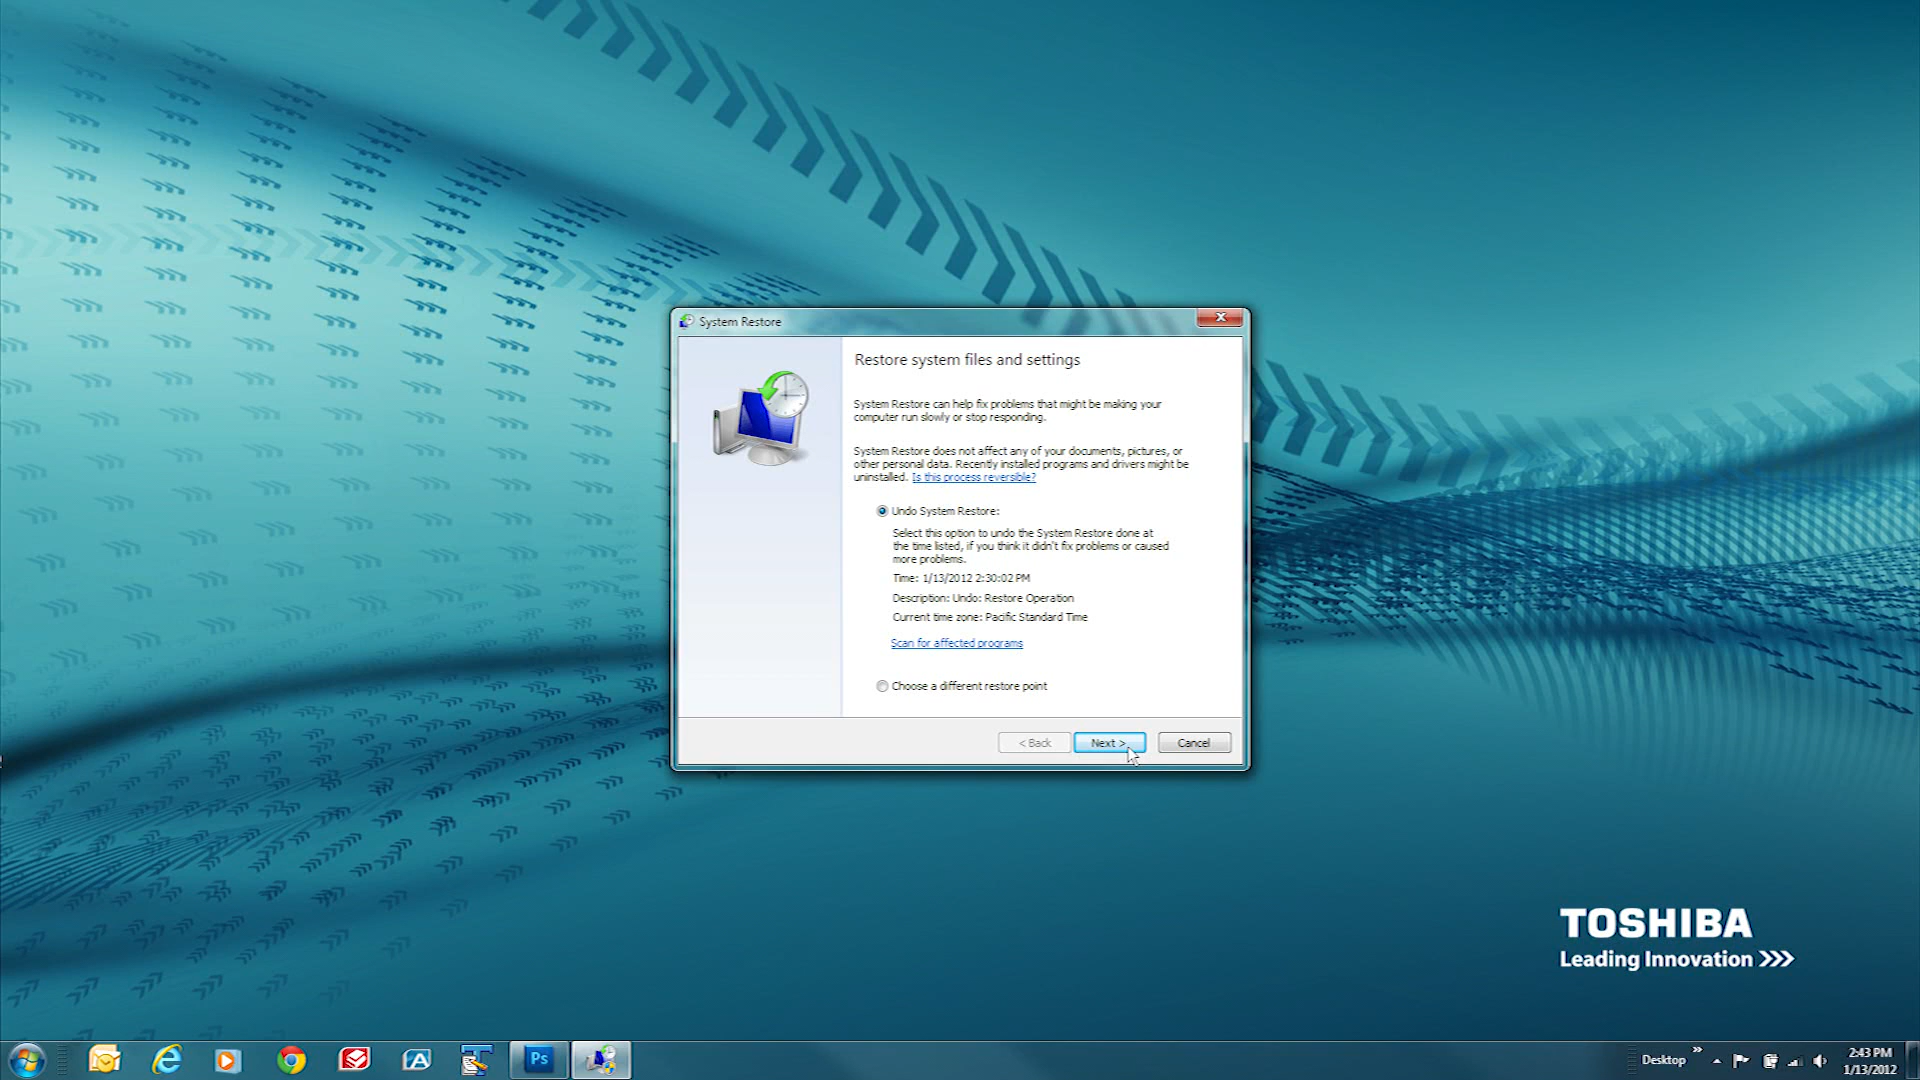 System Restore
Restore system files and settings
System Restore can help fix problems that might be making your
computer run slowly or stop responding.
System Restore does not affect any of your documents, pictures, or
other personal data. Recently installed programs and drivers might be
uninstalled. Is this process reversible?
Undo System Restore:
Select this option to undo the System Restore done at
the time listed, if you think it didn't fix problems or caused
more problems.
Time: 1/13/2012 2:30:02 PM
Description: Undo: Restore Operation
Current time zone: Pacific Standard Time
Scan for affected programs
Choose a different restore point
< Back
Next >
Cancel
TOSHIBA
Leading Innovation >>>
Ps
Desktop
2:43 PM
1/13/2012